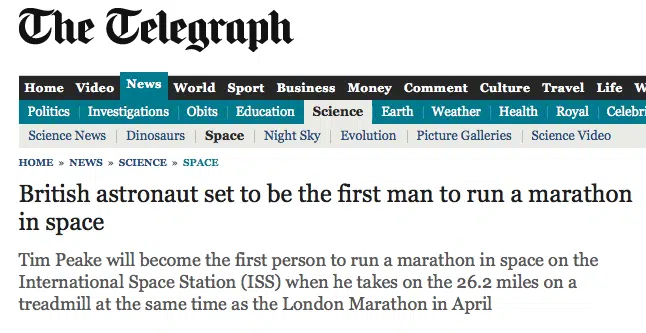 The Telegraph
Home Video News World Sport Business Money Comment Culture Travel Life
Politics Investigations Obits Education Science Earth Weather Health Royal
Science News Dinosaurs Space Night Sky Evolution Picture Galleries Science Video
HOME » NEWS » SCIENCE » SPACE
British astronaut set to be the first man to run a marathon
in space
Tim Peake will become the first person to run a marathon in space on the
International Space Station (ISS) when he takes on the 26.2 miles on a
treadmill at the same time as the London Marathon in April